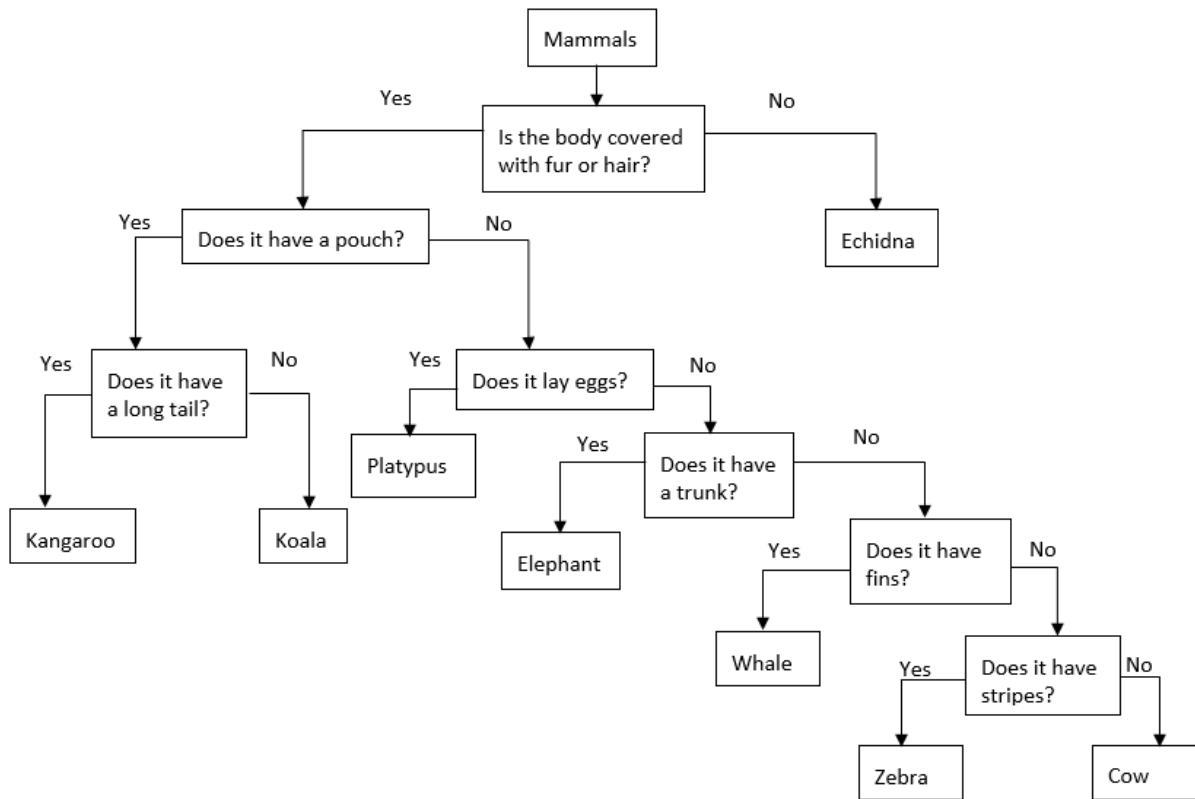 Mammals
Yes
No
Is the body covered
with fur or hair?
Yes
Does it have a pouch?
No
Echidna
Yes
Does it have
a long tail?
No
Yes
Does it lay eggs?
No
Kangaroo
Koala
Platypus
Yes
Does it have
a trunk?
No
Elephant
Yes
Does it have
fins?
No
Whale
Yes
Does it have
stripes?
No
Zebra
Cow